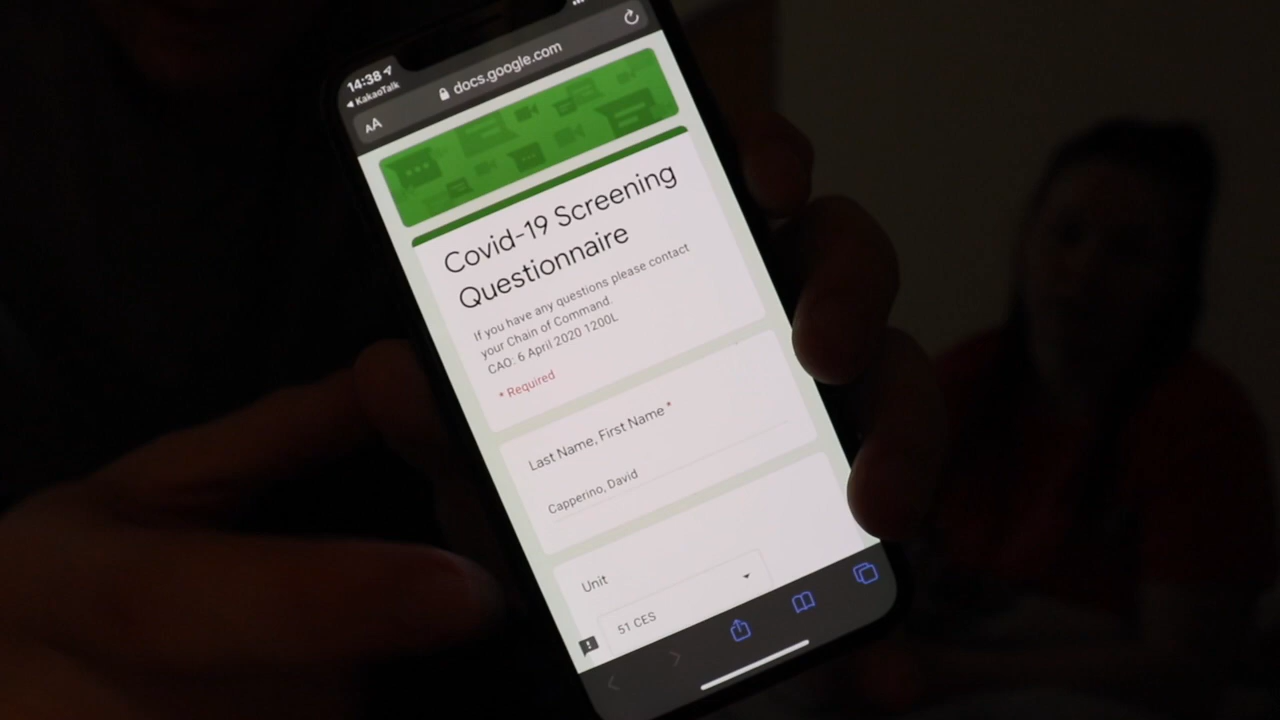 14:38
◀ KakaoTalk
AA
docs.google.com
Covid-19 Screening
Questionnaire
If you have any questions please contact
your Chain of Command.
CAO: 6 April 2020 1200L
* Required
Last Name, First Name *
Capperino, David
Unit
51 CES